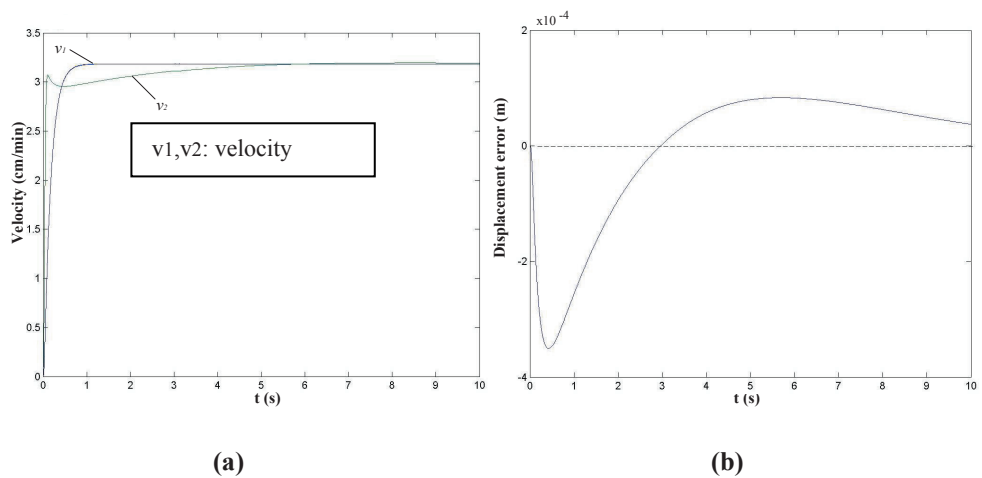 3.5
3
2.5
2
1.5
1
0.5
0
0 1 2 3 4 5 6 7 8 9 10
Velocity (cm/min)
t (s)
v1
v2
v1,v2: velocity
(a)
x10 -4
2
0
-2
-4
0 1 2 3 4 5 6 7 8 9 10
Displacement error (m)
t (s)
(b)